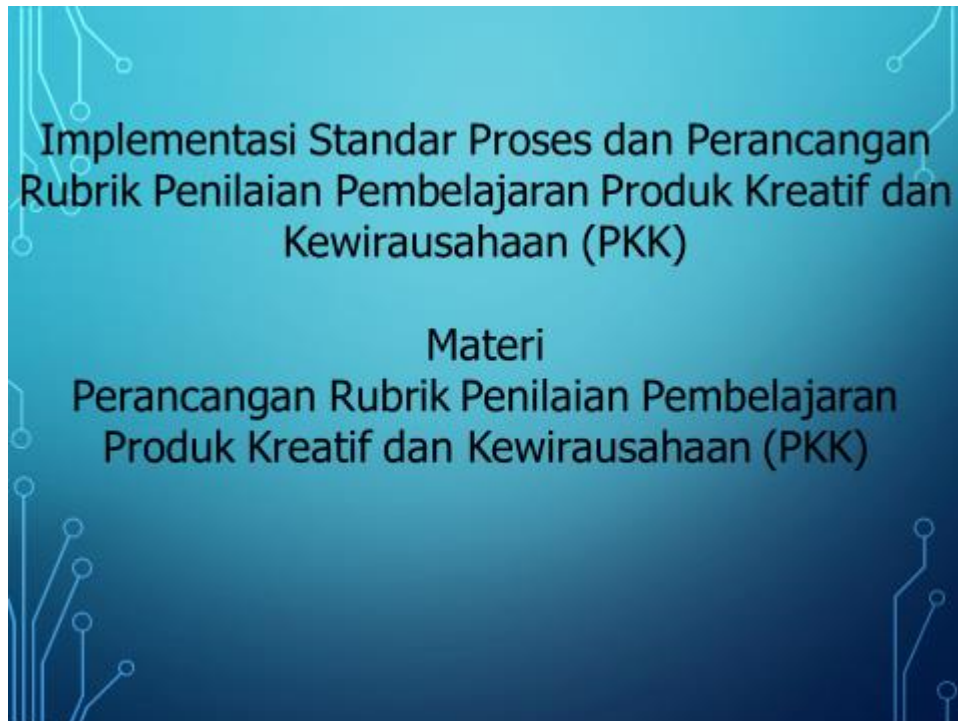 Implementasi Standar Proses dan Perancangan
Rubrik Penilaian Pembelajaran Produk Kreatif dan
Kewirausahaan (PKK)
Materi
Perancangan Rubrik Penilaian Pembelajaran
Produk Kreatif dan Kewirausahaan (PKK)